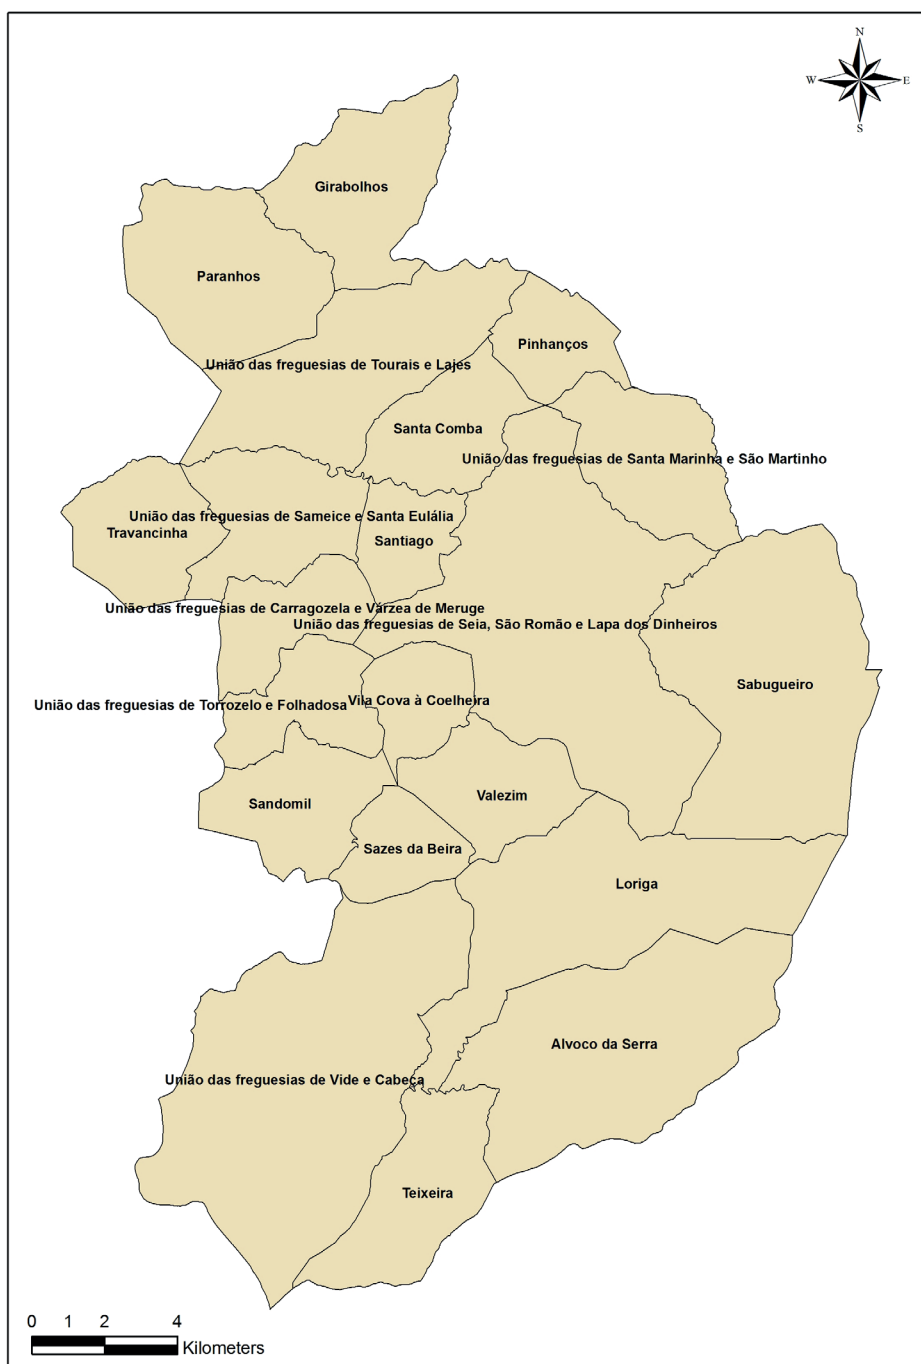 N
W E
S
Girabolhos
Paranhos
Pinhanços
União das freguesias de Tourais e Lajes
Santa Comba
União das freguesias de Santa Marinha e São Martinho
União das freguesias de Sameice e Santa Eulália
Travancinha
Santiago
União das freguesias de Carragozela e Várzea de Meruge
União das freguesias de Seia, São Romão e Lapa dos Dinheiros
Sabugueiro
Vila Cova à Coelheira
União das freguesias de Torrozelo e Folhadosa
Valezim
Sandomil
Sazes da Beira
Loriga
Alvoco da Serra
União das freguesias de Vide e Cabeça
Teixeira
0 1 2 4
Kilometers